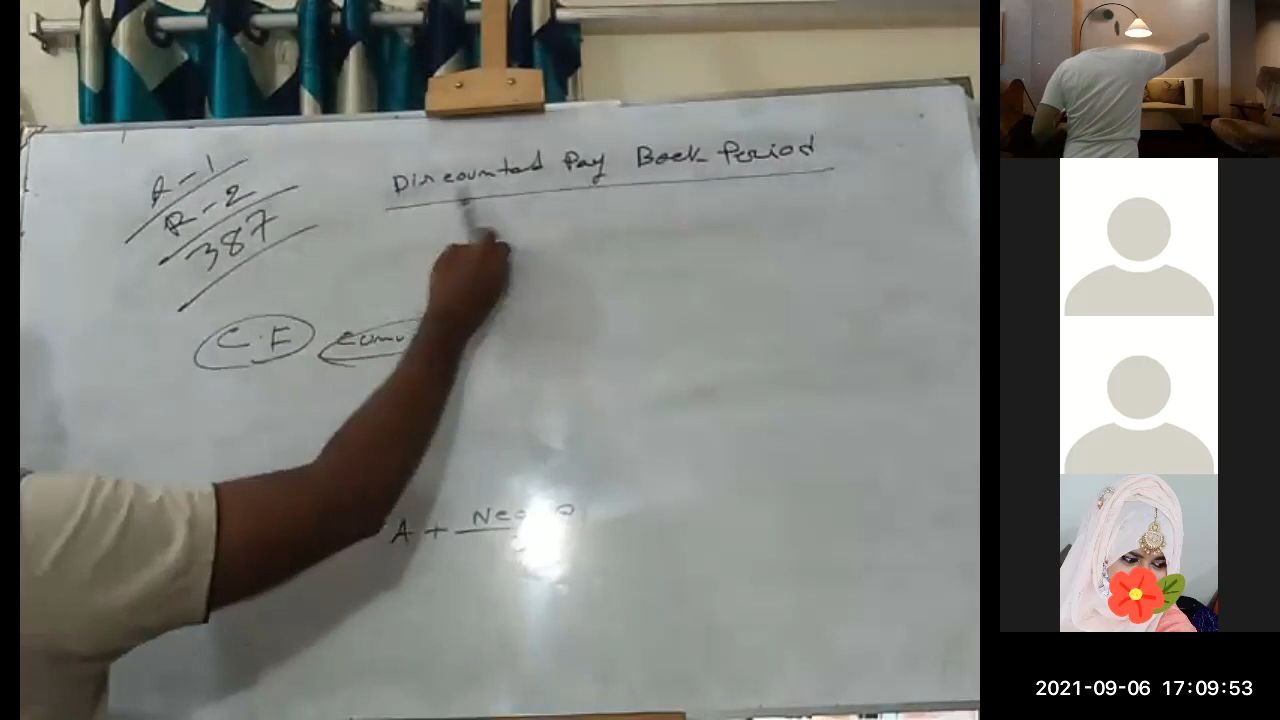 Discounted Pay Back Period
R-1
R-2
387
C.F
A +
2021-09-06 17:09:53